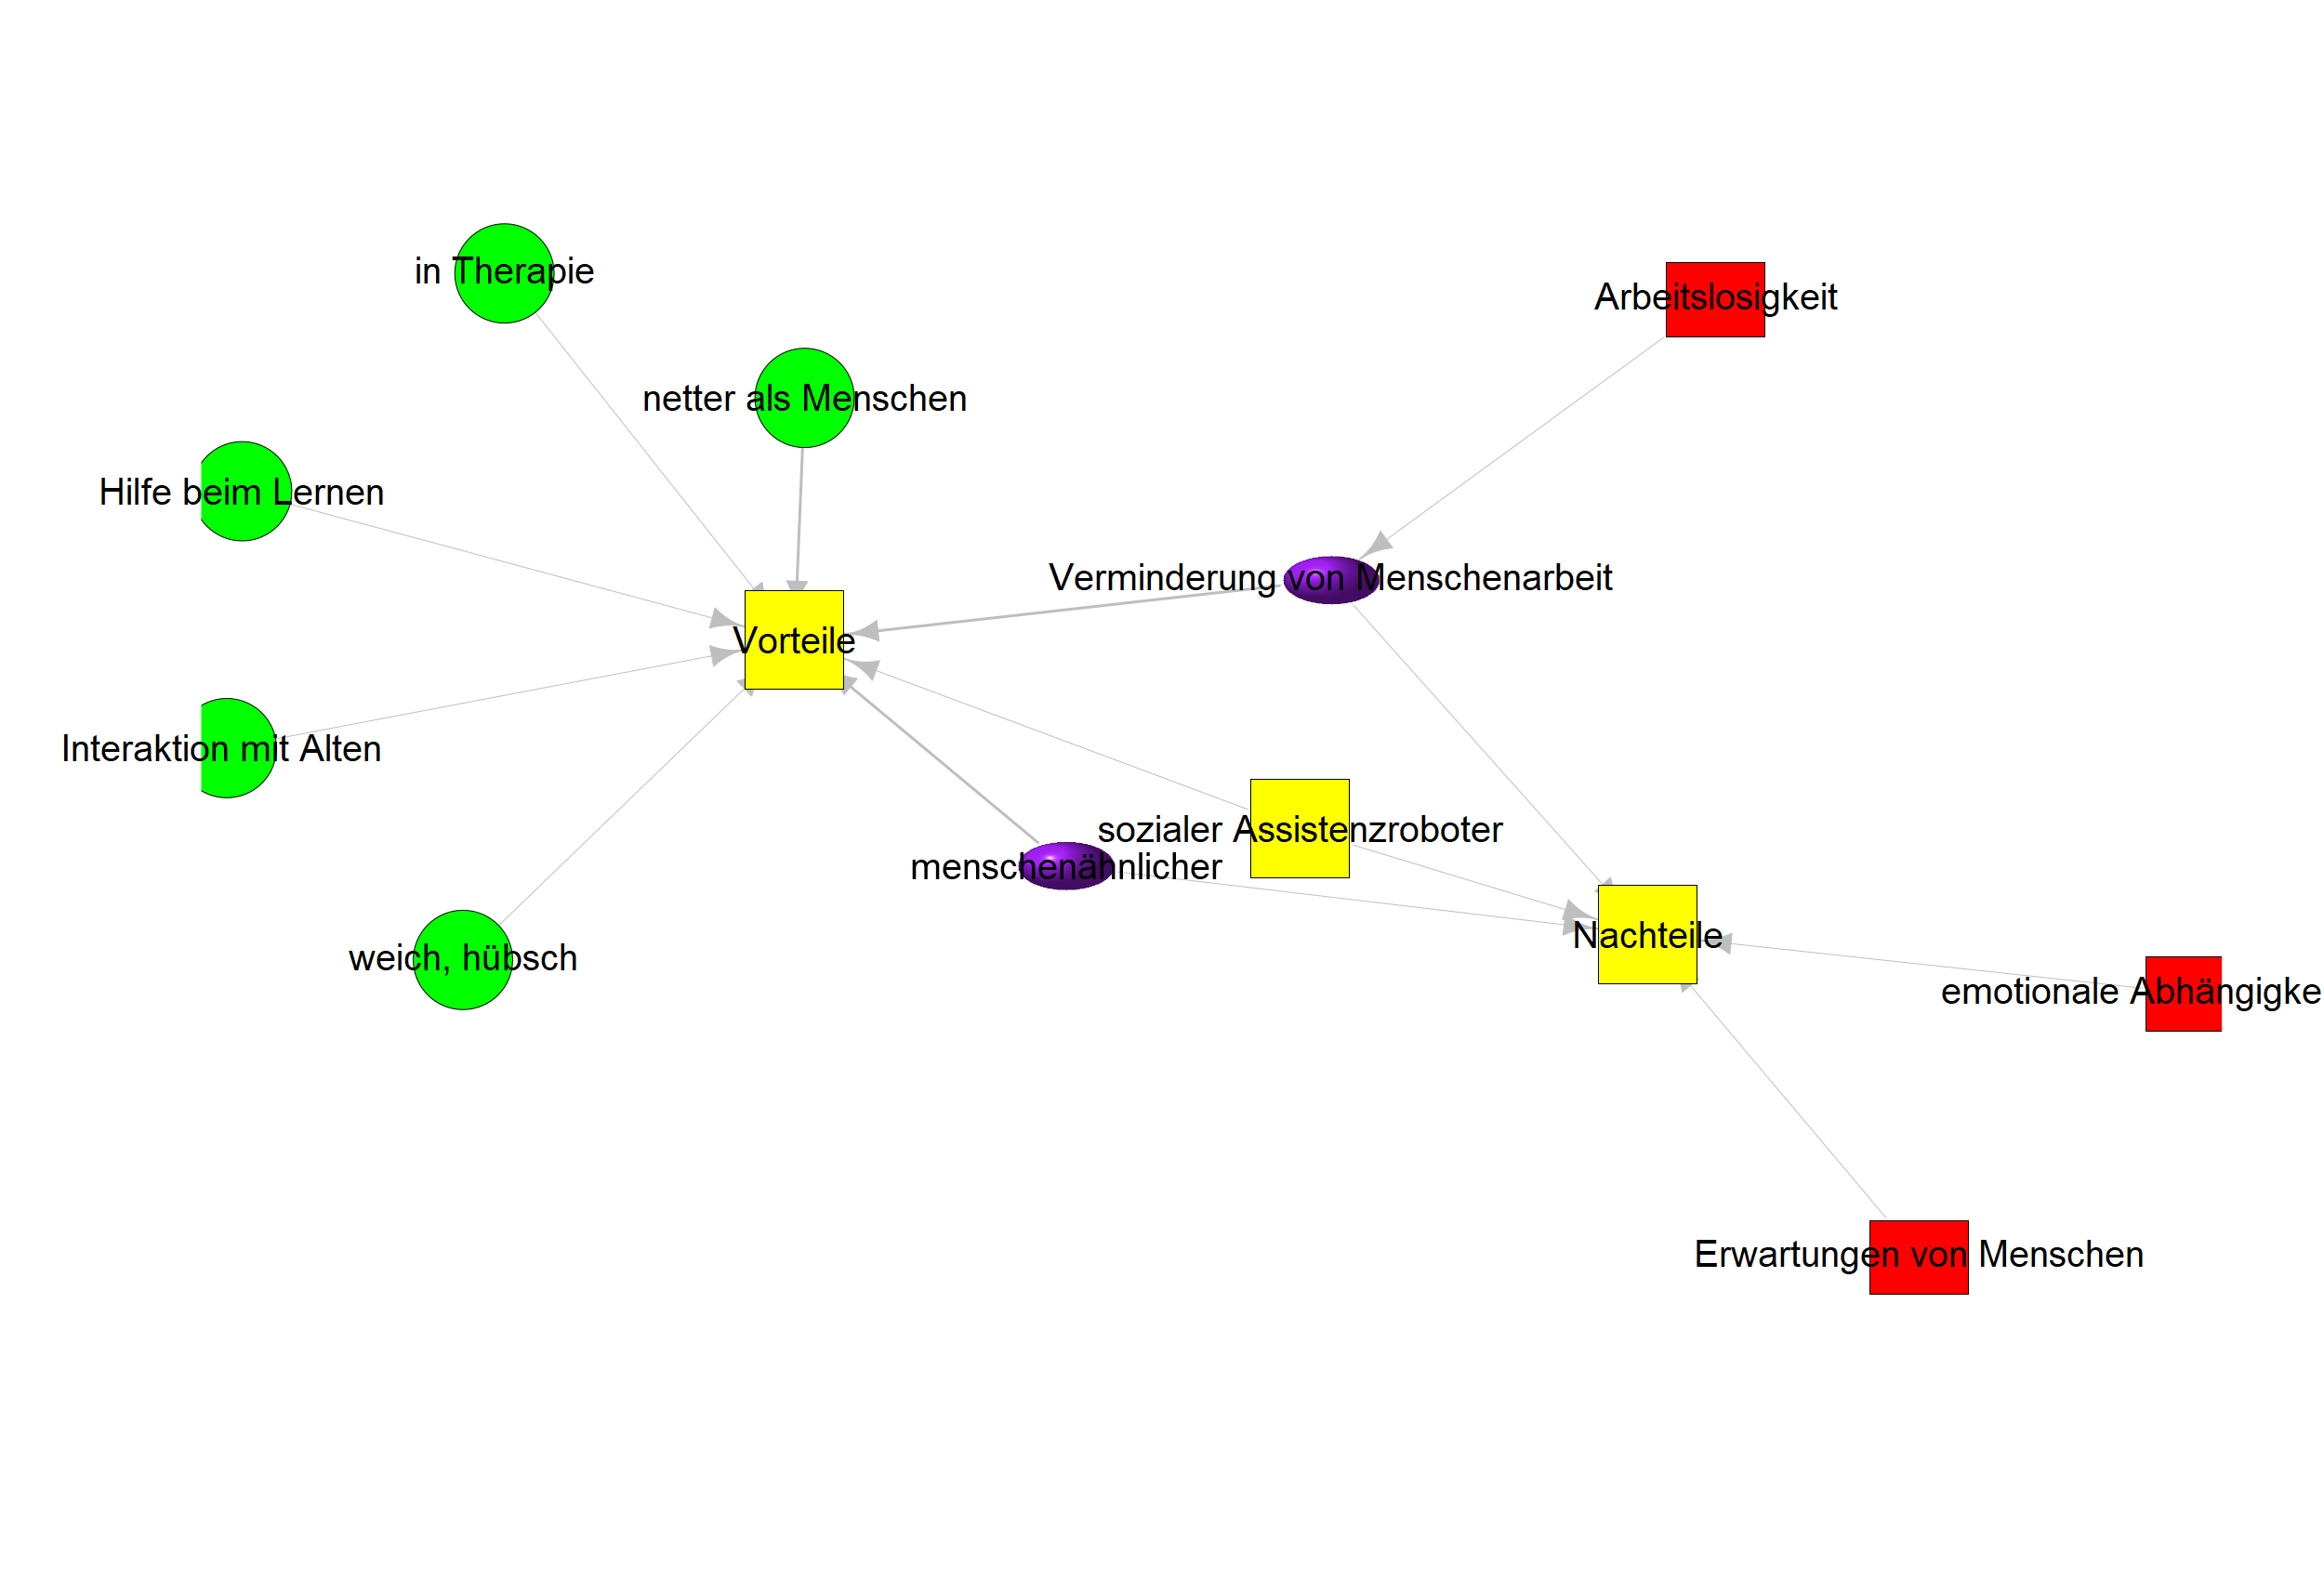 in Therapie
Arbeitslosigkeit
netter als Menschen
Hilfe beim Lernen
Verminderung von Menschenarbeit
Vorteile
Interaktion mit Alten
sozialer Assistenzroboter
menschenähnlicher
Nachteile
weich, hübsch
emotionale Abhängigke
Erwartungen von Menschen